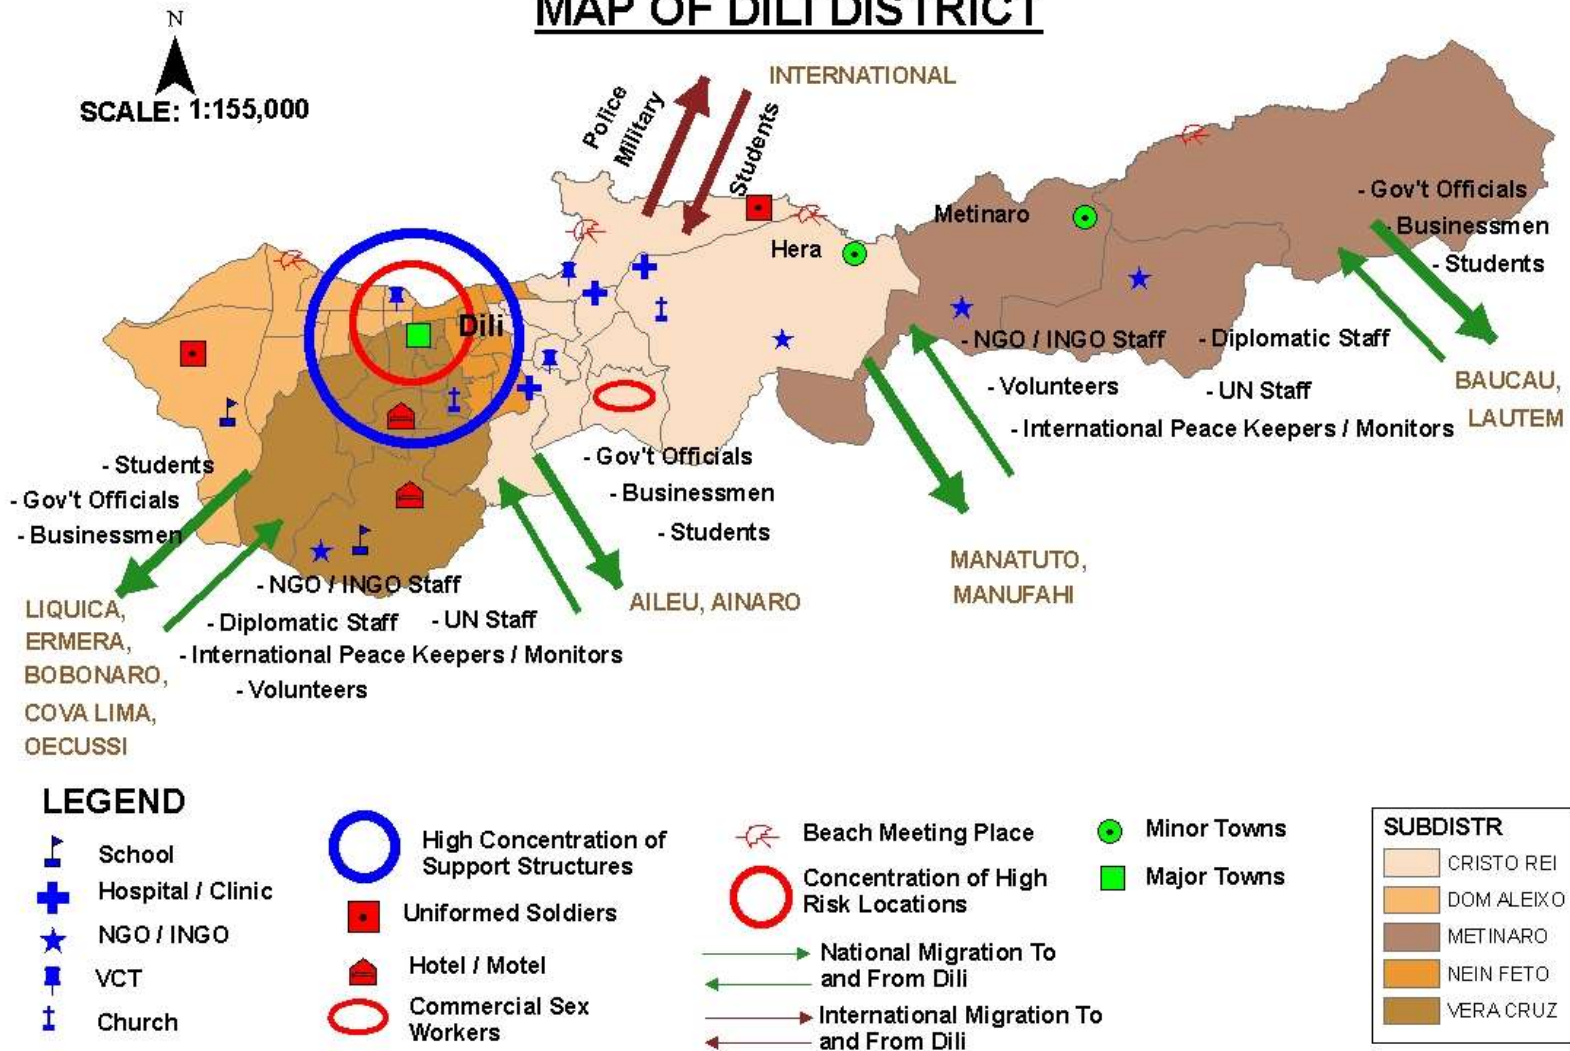 MAP OF DILI DISTRICT
N
SCALE: 1:155,000
INTERNATIONAL
Police
Military
Students
Metinaro
Hera
Dili
- Gov't Officials
- Businessmen
- Students
- NGO / INGO Staff
- Volunteers
- Diplomatic Staff
- UN Staff
- International Peace Keepers / Monitors
BAUCAU,
LAUTEM
- Students
- Gov't Officials
- Businessmen
- Gov't Officials
- Businessmen
- Students
MANATUTO,
MANUFAHI
- NGO / INGO Staff
- Diplomatic Staff
- UN Staff
- International Peace Keepers / Monitors
- Volunteers
AILEU, AINARO
LIQUICA,
ERMERA,
BOBONARO,
COVA LIMA,
OECUSSI
LEGEND
School
Hospital / Clinic
NGO / INGO
VCT
Church
High Concentration of
Support Structures
Uniformed Soldiers
Hotel / Motel
Commercial Sex
Workers
Beach Meeting Place
Concentration of High
Risk Locations
National Migration To
and From Dili
International Migration To
and From Dili
Minor Towns
Major Towns
SUBDISTR
CRISTO REI
DOM ALEIXO
METINARO
NEIN FETO
VERA CRUZ